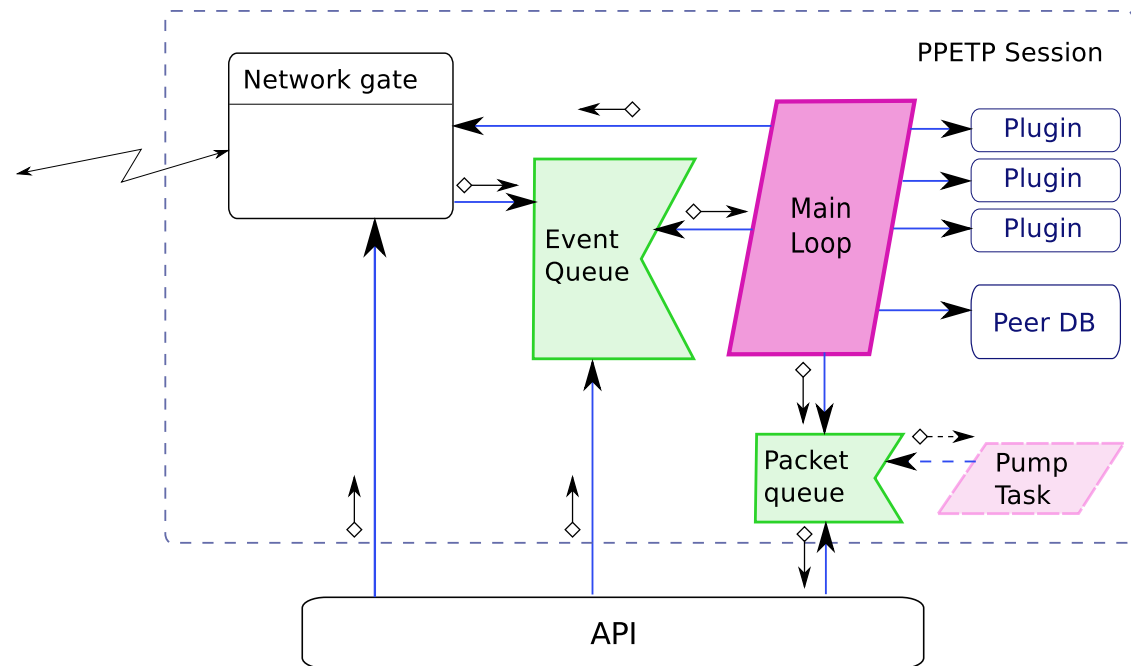 PPETP Session
Network gate
Plugin
Plugin
Plugin
Main
Loop
Event
Queue
Peer DB
Packet
queue
Pump
Task
API